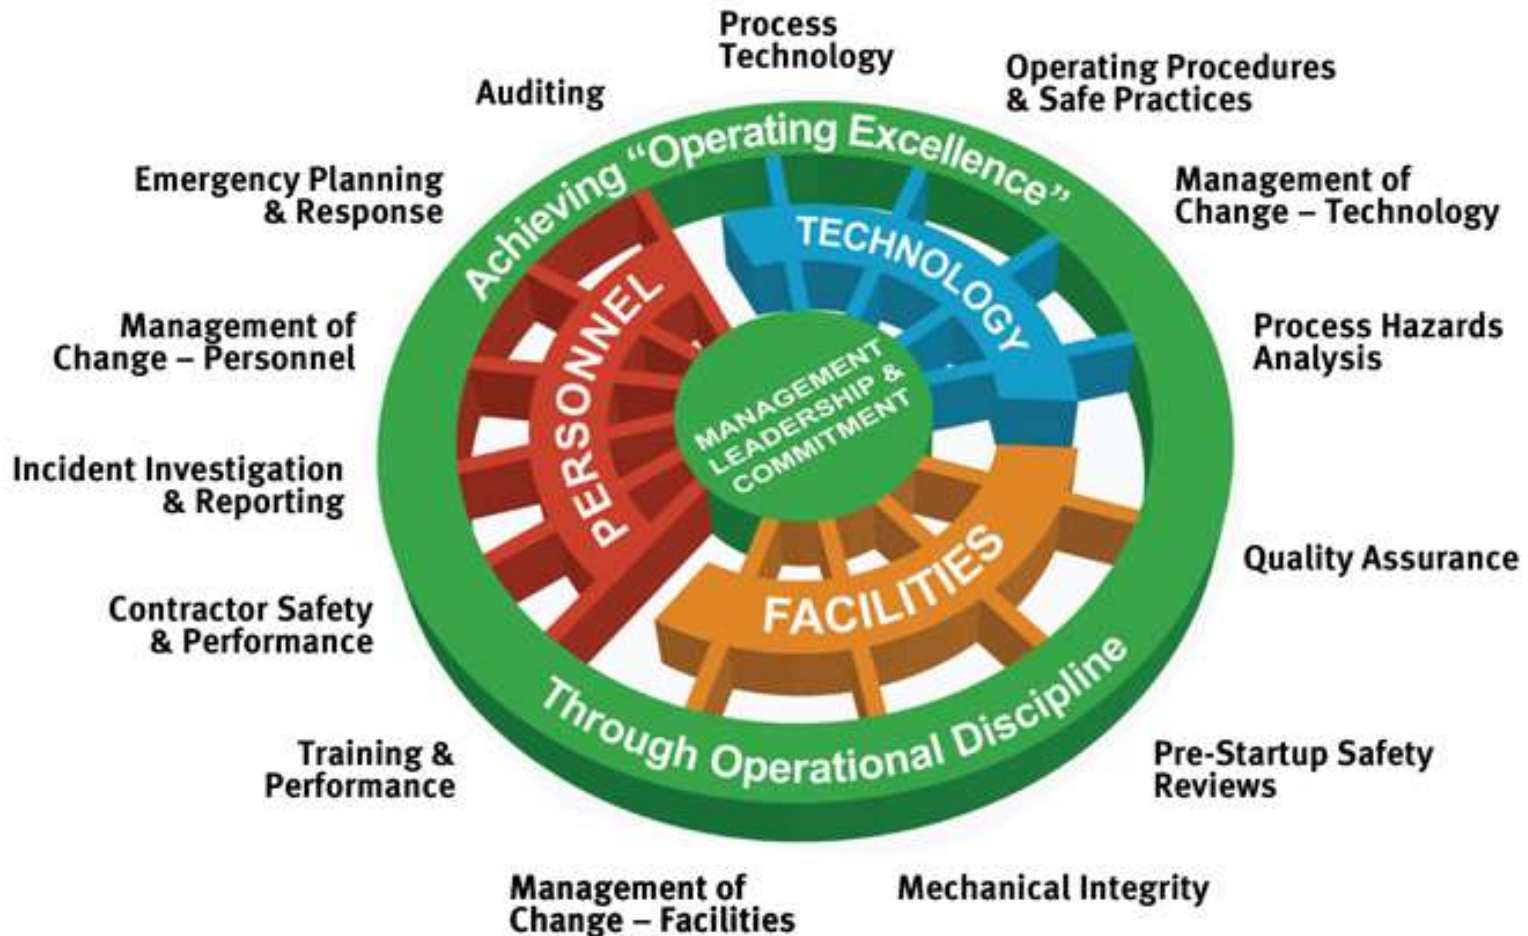 Process
Technology
Operating Procedures
& Safe Practices
Management of
Change – Technology
Process Hazards
Analysis
Quality Assurance
Pre-Startup Safety
Reviews
Mechanical Integrity
Management of
Change – Facilities
Training &
Performance
Contractor Safety
& Performance
Incident Investigation
& Reporting
Management of
Change – Personnel
Emergency Planning
& Response
Auditing
Achieving “Operating Excellence”
Through Operational Discipline
TECHNOLOGY
FACILITIES
PERSONNEL
MANAGEMENT
LEADERSHIP &
COMMITMENT